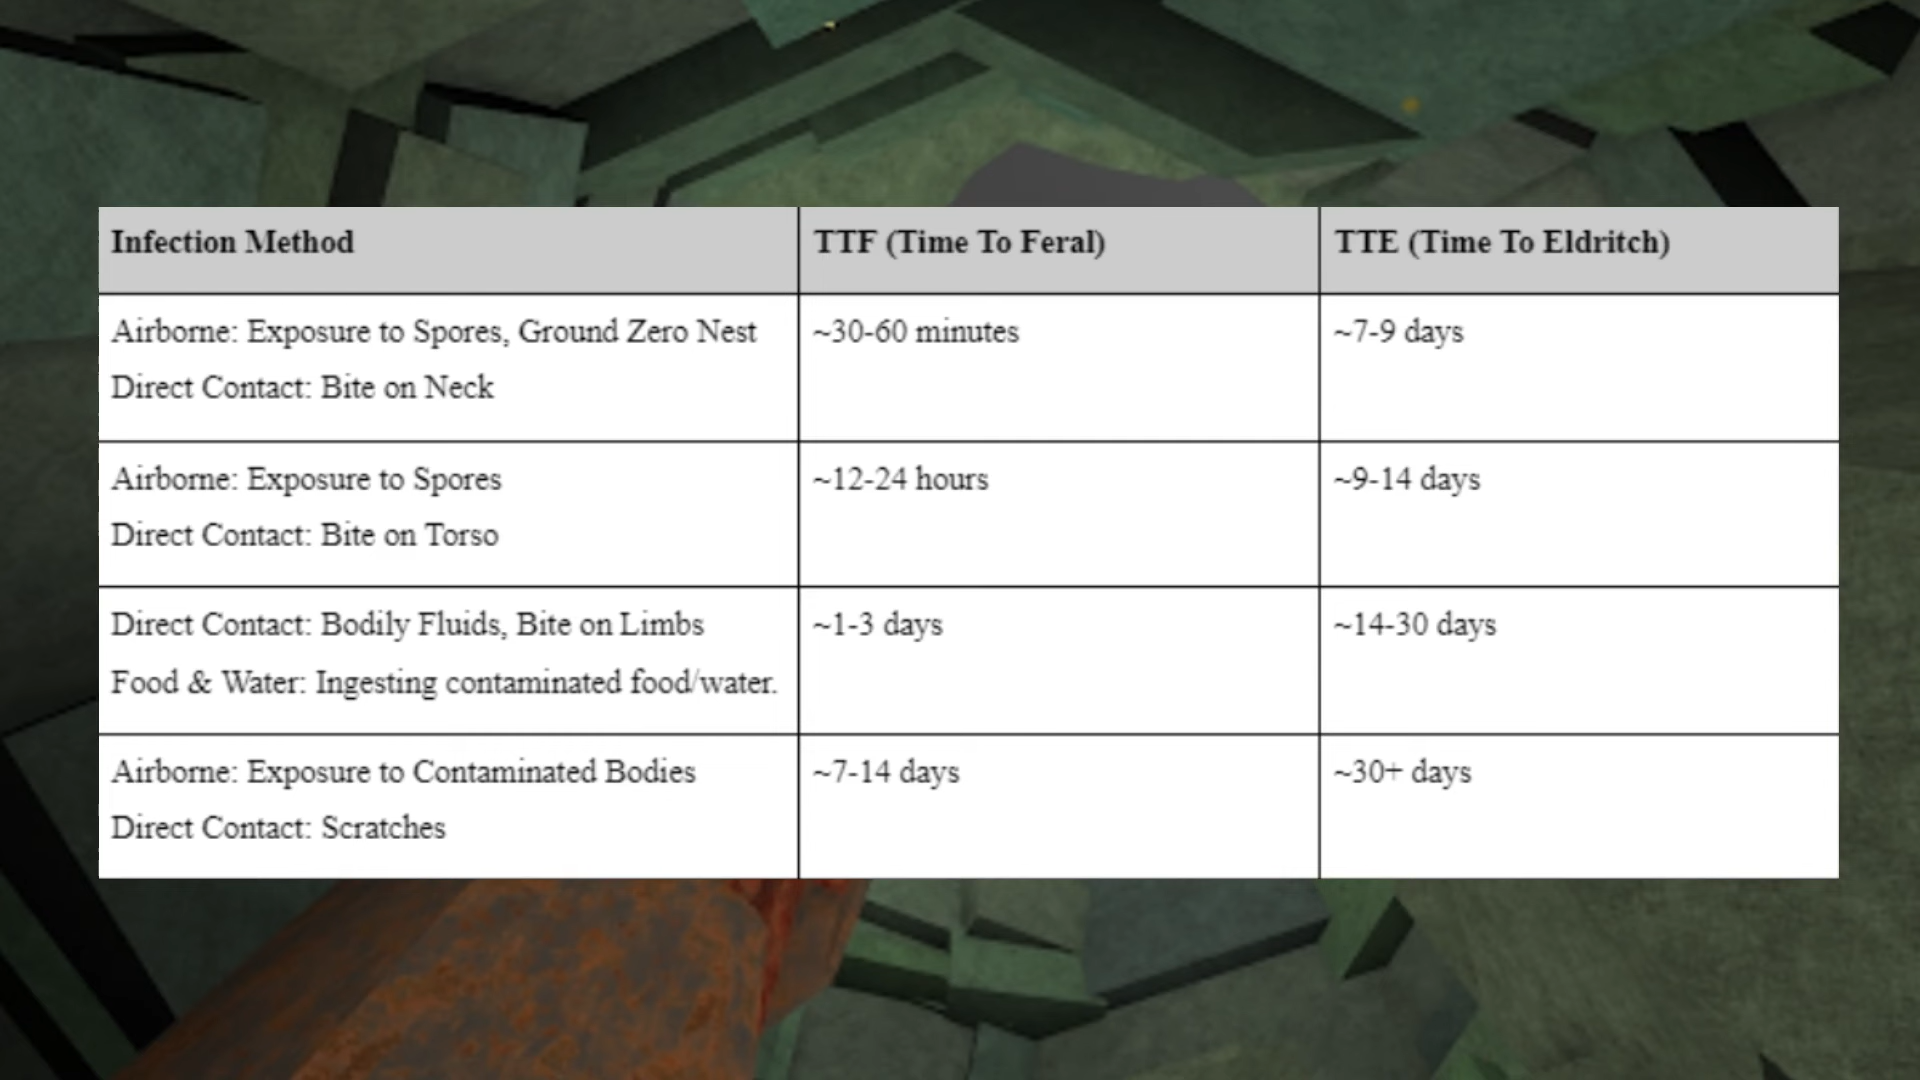 Infection Method TTF (Time To Feral) TTE (Time To Eldritch)
Airborne: Exposure to Spores, Ground Zero Nest ~30-60 minutes ~7-9 days
Direct Contact: Bite on Neck
Airborne: Exposure to Spores ~12-24 hours ~9-14 days
Direct Contact: Bite on Torso
Direct Contact: Bodily Fluids, Bite on Limbs ~1-3 days ~14-30 days
Food & Water: Ingesting contaminated food/water.
Airborne: Exposure to Contaminated Bodies ~7-14 days ~30+ days
Direct Contact: Scratches